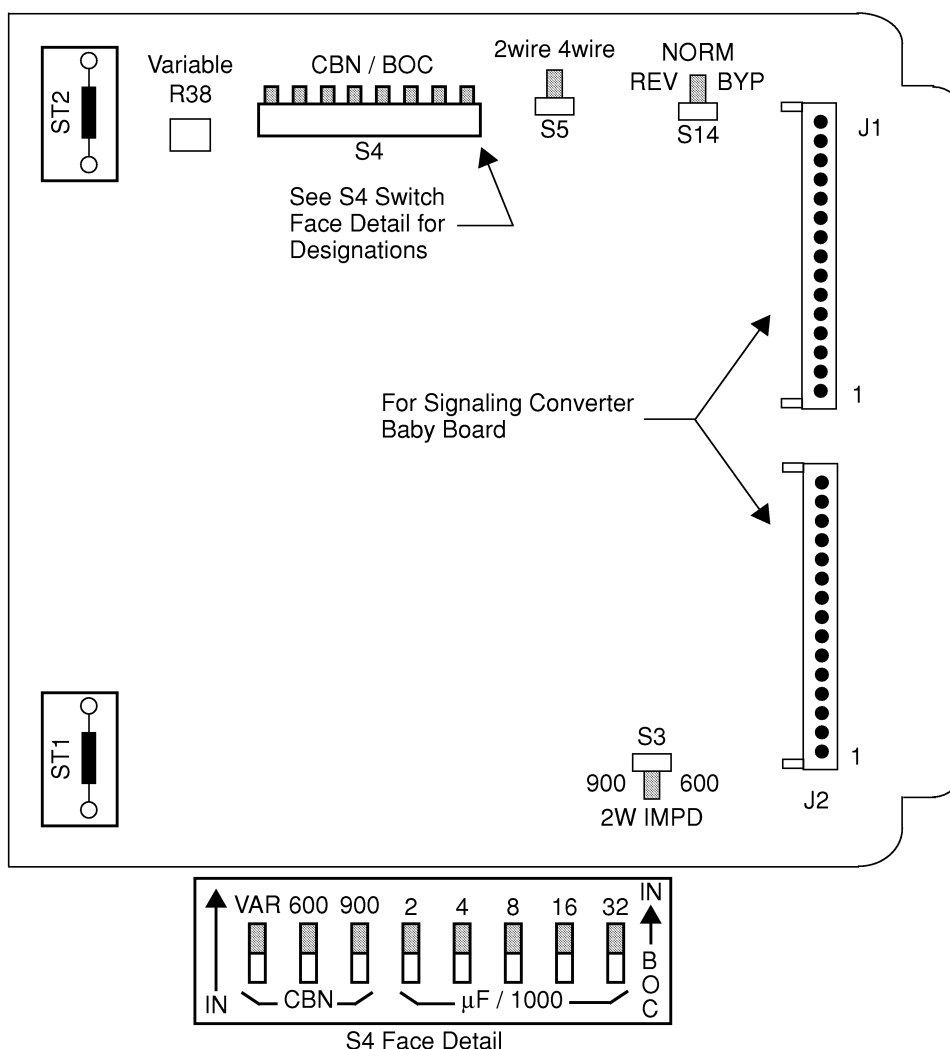 ST2
Variable
R38
CBN / BOC
S4
2wire 4wire
S5
NORM
REV BYP
S14
J1
See S4 Switch
Face Detail for
Designations
For Signaling Converter
Baby Board
1
ST1
S3
900 600
2W IMPD
1
J2
IN
VAR 600 900 2 4 8 16 32
IN
BOC
CBN
µF / 1000
S4 Face Detail